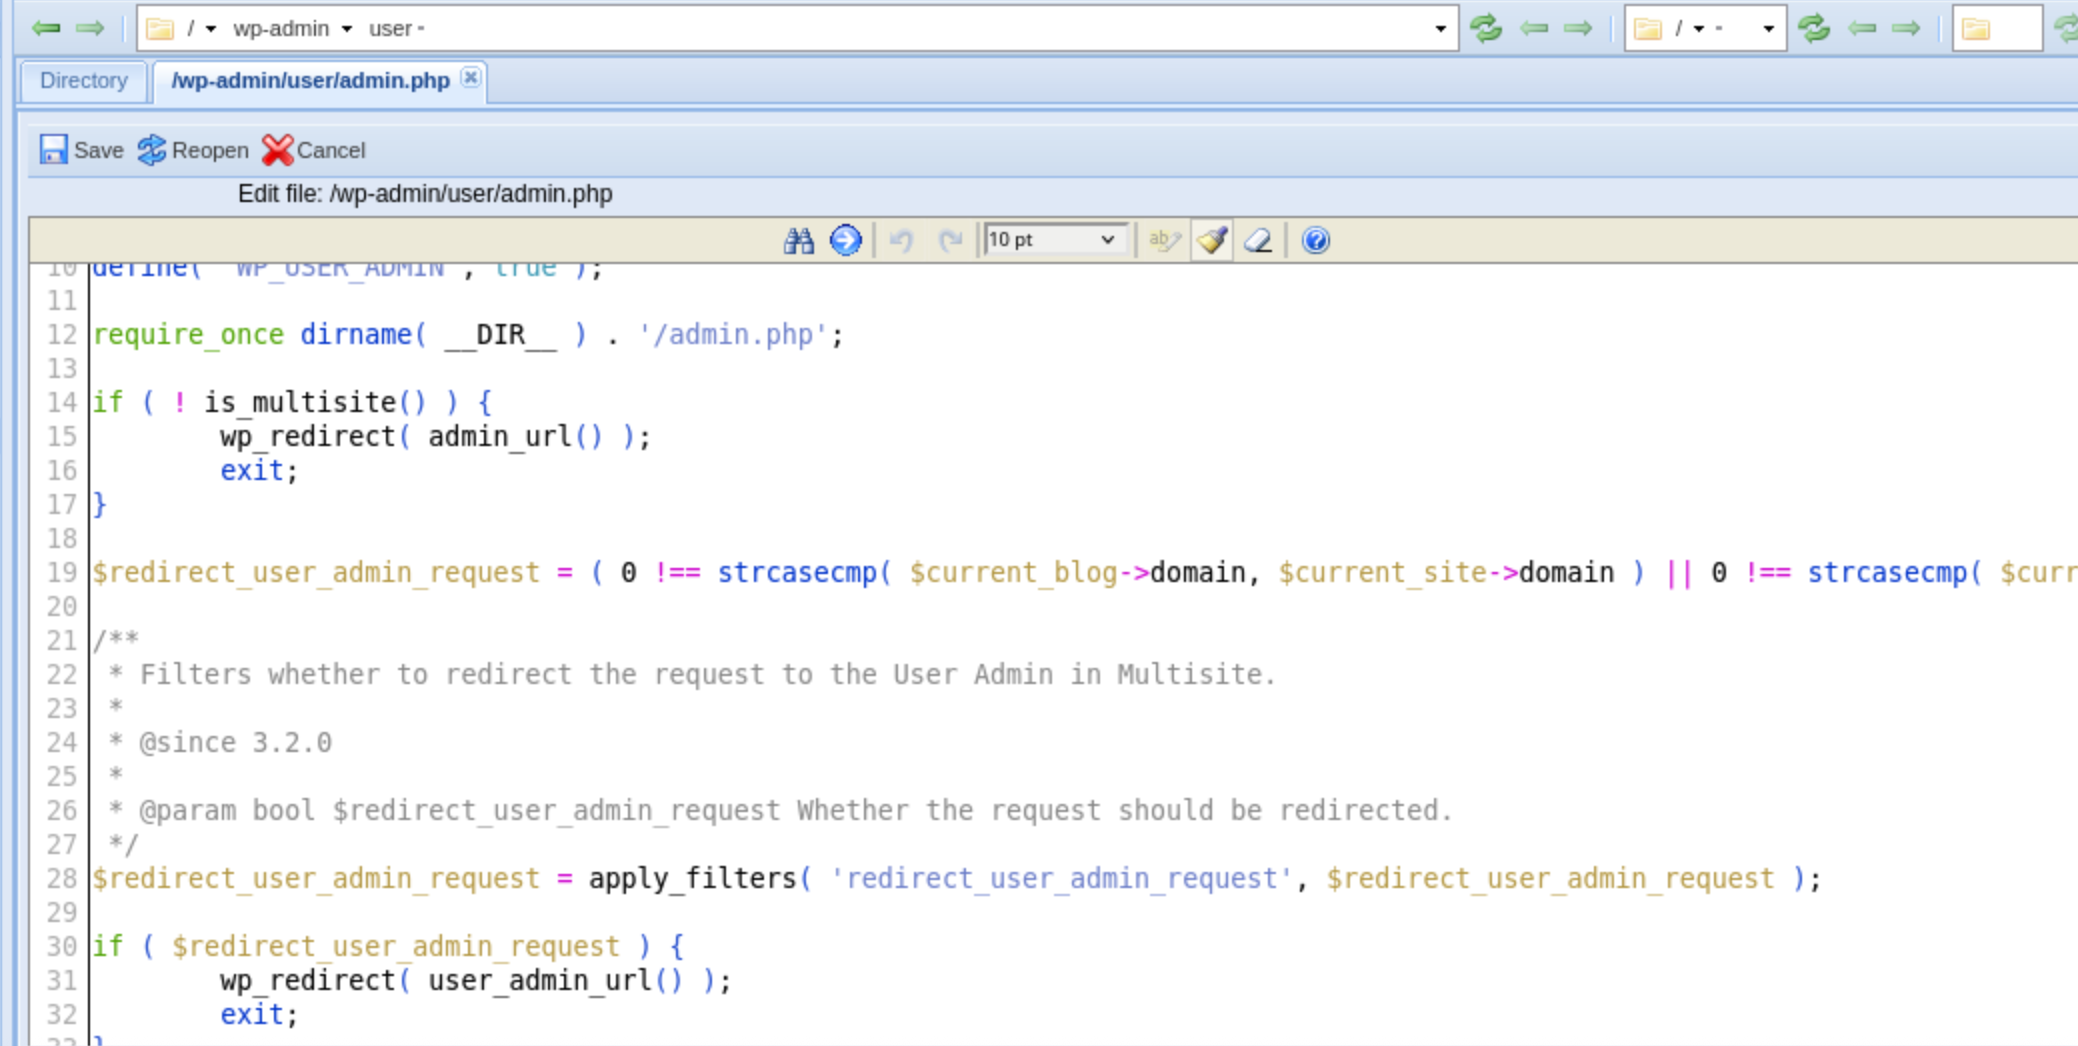 / wp-admin user -
/ -
Directory /wp-admin/user/admin.php
Save Reopen Cancel
Edit file: /wp-admin/user/admin.php
10 pt
10 define( 'WP_USER_ADMIN', true );
11
12 require_once dirname( __DIR__ ) . '/admin.php';
13
14 if ( ! is_multisite() ) {
15 wp_redirect( admin_url() );
16 exit;
17 }
18
19 $redirect_user_admin_request = ( 0 !== strcasecmp( $current_blog->domain, $current_site->domain ) || 0 !== strcasecmp( $curr
20
21 /**
22 * Filters whether to redirect the request to the User Admin in Multisite.
23 *
24 * @since 3.2.0
25 *
26 * @param bool $redirect_user_admin_request Whether the request should be redirected.
27 */
28 $redirect_user_admin_request = apply_filters( 'redirect_user_admin_request', $redirect_user_admin_request );
29
30 if ( $redirect_user_admin_request ) {
31 wp_redirect( user_admin_url() );
32 exit;
33 }